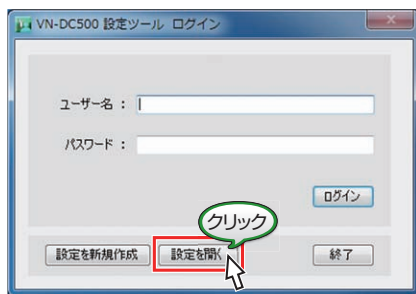 VN-DC500 設定ツール ログイン
ユーザー名 :
パスワード :
ログイン
クリック
設定を新規作成 設定を開く 終了